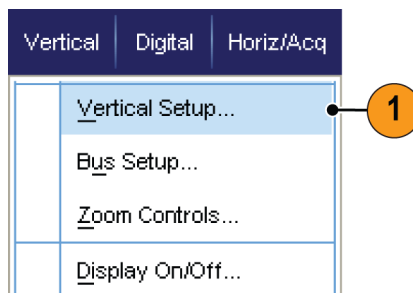 Vertical Digital Horiz/Acq
Vertical Setup... 1
Bus Setup...
Zoom Controls...
Display On/Off...